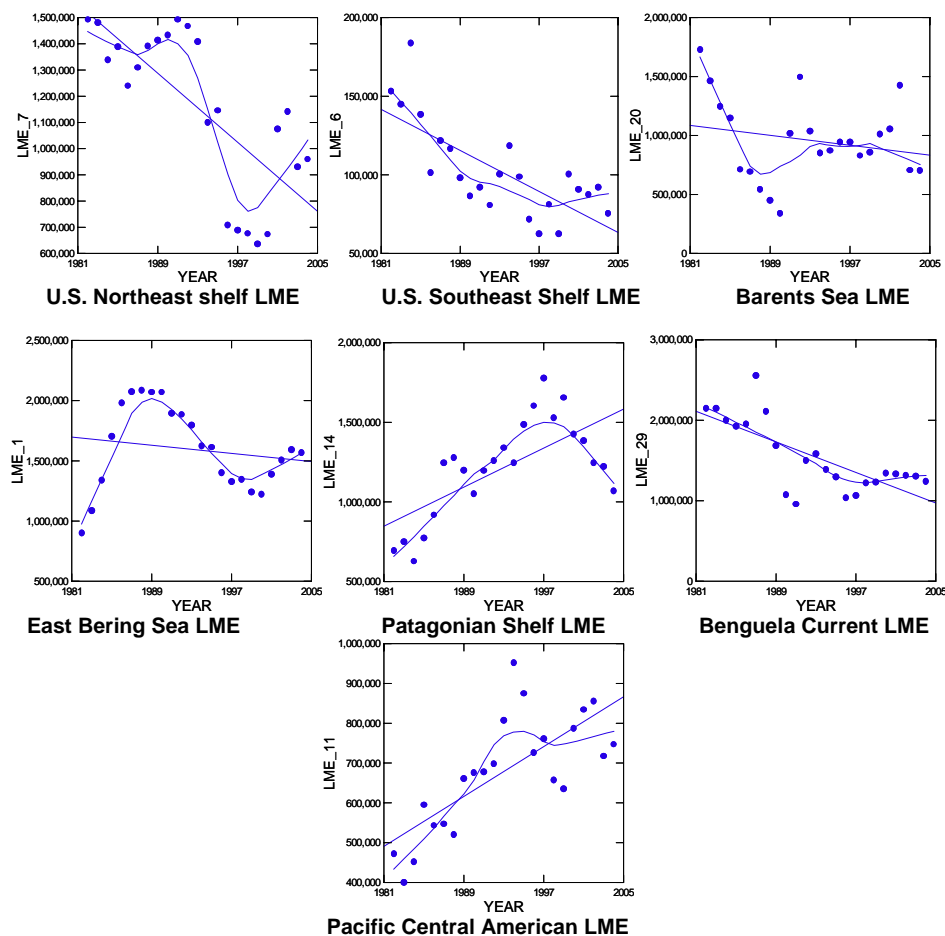 1,500,000
1,400,000
1,300,000
1,200,000
1,100,000
1,000,000
900,000
800,000
700,000
600,000
LME_7
1981 1989 1997 2005
YEAR
U.S. Northeast shelf LME
200,000
150,000
100,000
50,000
LME_6
1981 1989 1997 2005
YEAR
U.S. Southeast Shelf LME
2,000,000
1,500,000
1,000,000
500,000
0
LME_20
1981 1989 1997 2005
YEAR
Barents Sea LME
2,500,000
2,000,000
1,500,000
1,000,000
500,000
LME_1
1981 1989 1997 2005
YEAR
East Bering Sea LME
2,000,000
1,500,000
1,000,000
500,000
LME_14
1981 1989 1997 2005
YEAR
Patagonian Shelf LME
3,000,000
2,000,000
1,000,000
0
LME_29
1981 1989 1997 2005
YEAR
Benguela Current LME
1,000,000
900,000
800,000
700,000
600,000
500,000
400,000
LME_11
1981 1989 1997 2005
YEAR
Pacific Central American LME